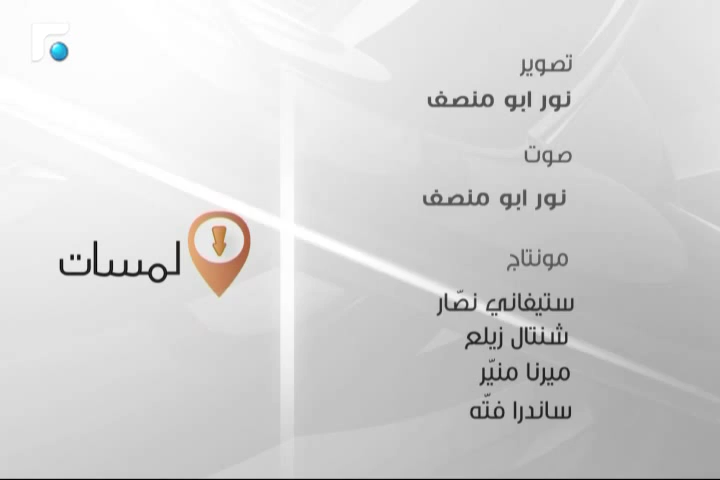 تصوير
نور ابو منصف
صوت
نور ابو منصف
مونتاج
ستيفاني نصّار
شنتال زيلع
ميرنا منيّر
ساندرا فتّه
لمسات